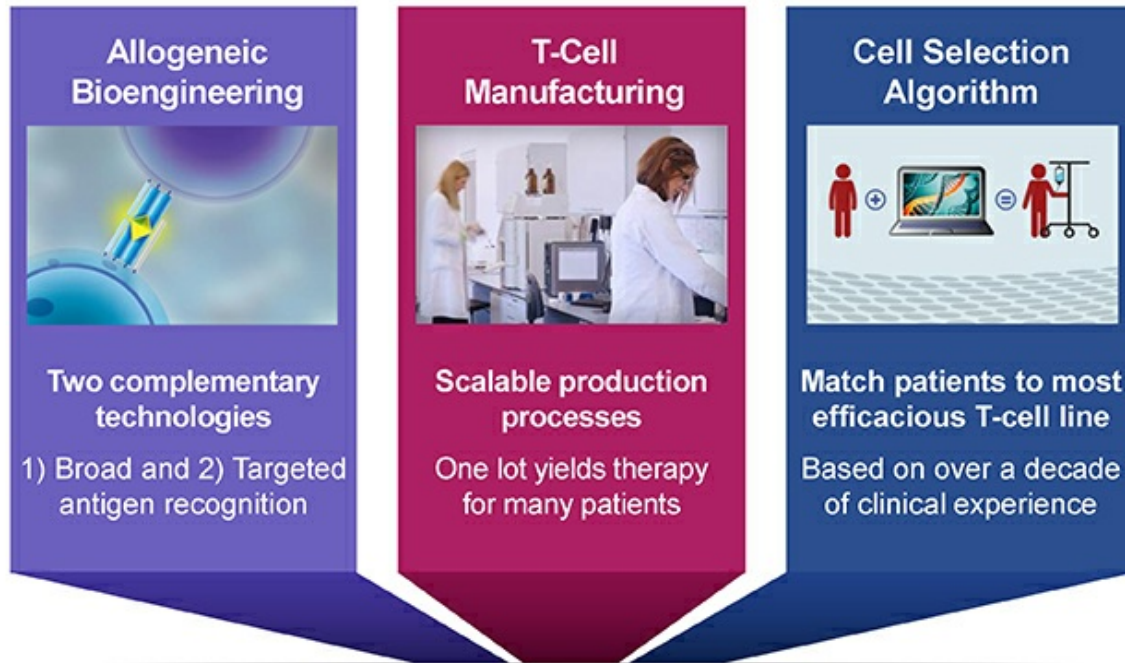 Allogeneic
Bioengineering
Two complementary
technologies
1) Broad and 2) Targeted
antigen recognition
T-Cell
Manufacturing
Scalable production
processes
One lot yields therapy
for many patients
Cell Selection
Algorithm
+
=
Match patients to most
efficacious T-cell line
Based on over a decade
of clinical experience